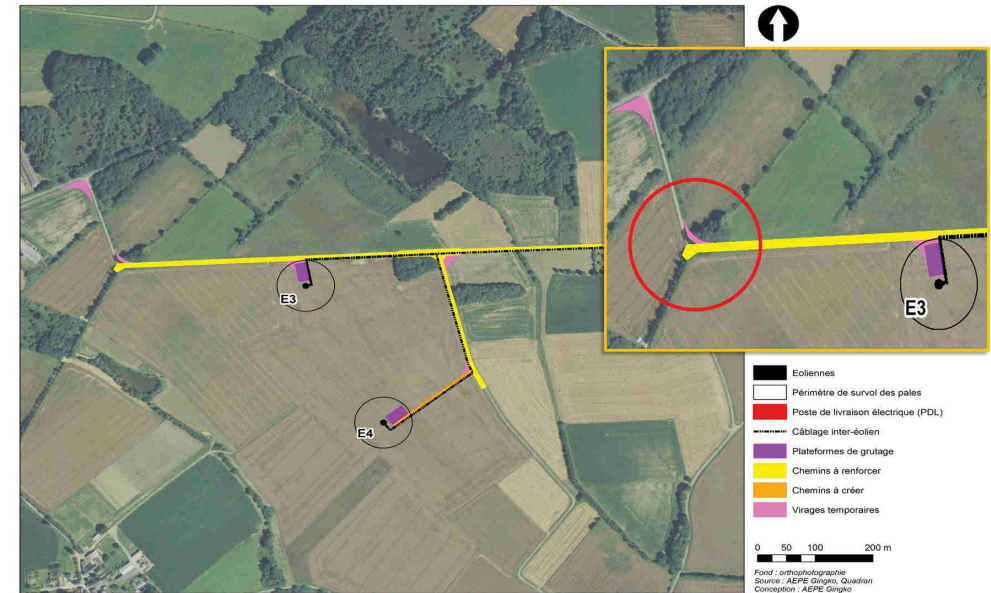 E3
E4
E3
Eoliennes
Périmètre de survol des pales
Poste de livraison électrique (PDL)
Câblage inter-éolien
Plateformes de grutage
Chemins à renforcer
Chemins à créer
Virages temporaires
0 50 100 200 m
Fond : orthophotographie
Source : AEPE Gingko, Quadran
Conception : AEPE Gingko